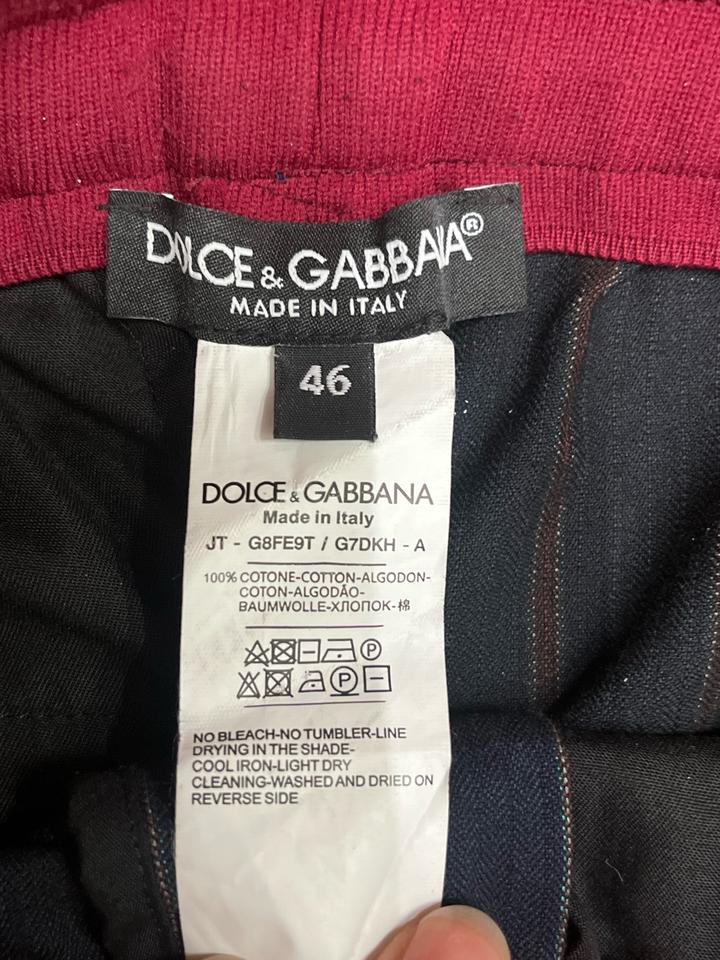 DOLCE & GABBANA®
MADE IN ITALY
46
DOLCE & GABBANA
Made in Italy
JT - G8FE9T / G7DKH - A
100% COTONE-COTTON-ALGODON-
COTON-ALGODÃO-
BAUMWOLLE-ХЛОПОК-棉
P
P
NO BLEACH-NO TUMBLER-LINE
DRYING IN THE SHADE-
COOL IRON-LIGHT DRY
CLEANING-WASHED AND DRIED ON
REVERSE SIDE